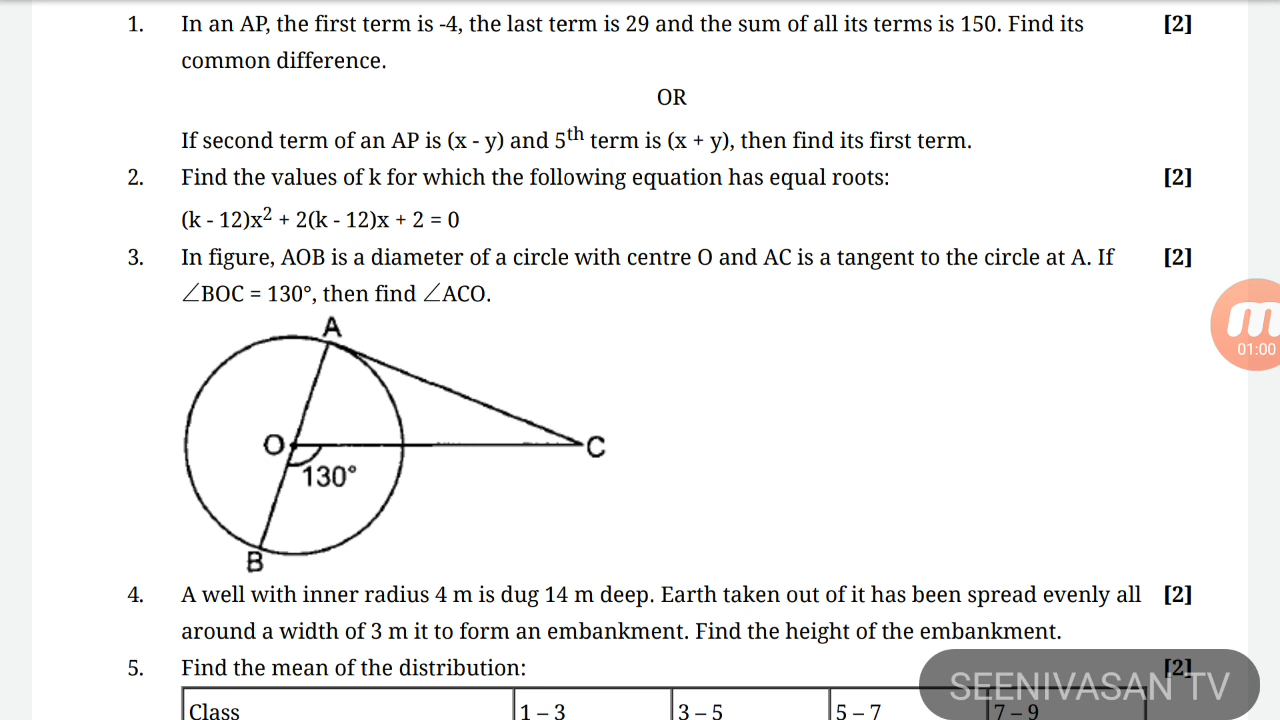 1. In an AP, the first term is -4, the last term is 29 and the sum of all its terms is 150. Find its [2]
common difference.
OR
If second term of an AP is (x - y) and 5th term is (x + y), then find its first term.
2. Find the values of k for which the following equation has equal roots: [2]
(k - 12)x² + 2(k - 12)x + 2 = 0
3. In figure, AOB is a diameter of a circle with centre O and AC is a tangent to the circle at A. If [2]
∠BOC = 130°, then find ∠ACO.
01:00
A
O
C
130°
B
4. A well with inner radius 4 m is dug 14 m deep. Earth taken out of it has been spread evenly all [2]
around a width of 3 m it to form an embankment. Find the height of the embankment.
5. Find the mean of the distribution: [2]
SEENIVASAN TV
Class 1 – 3 3 – 5 5 – 7 7 – 9